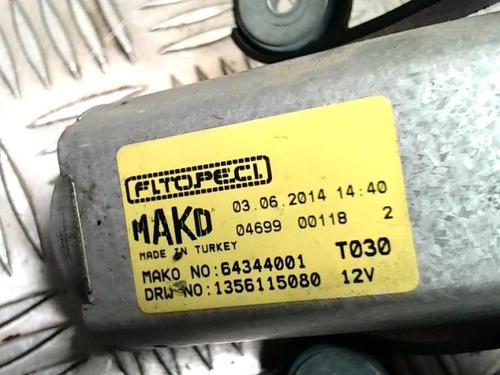 FITOPECI
03.06.2014 14:40
MAKO 04699 00118 2
MADE IN TURKEY
MAKO NO:64344001 T030
DRW NO:1356115080 12V